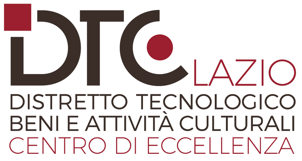 DTC LAZIO
DISTRETTO TECNOLOGICO
BENI E ATTIVITÀ CULTURALI
CENTRO DI ECCELLENZA